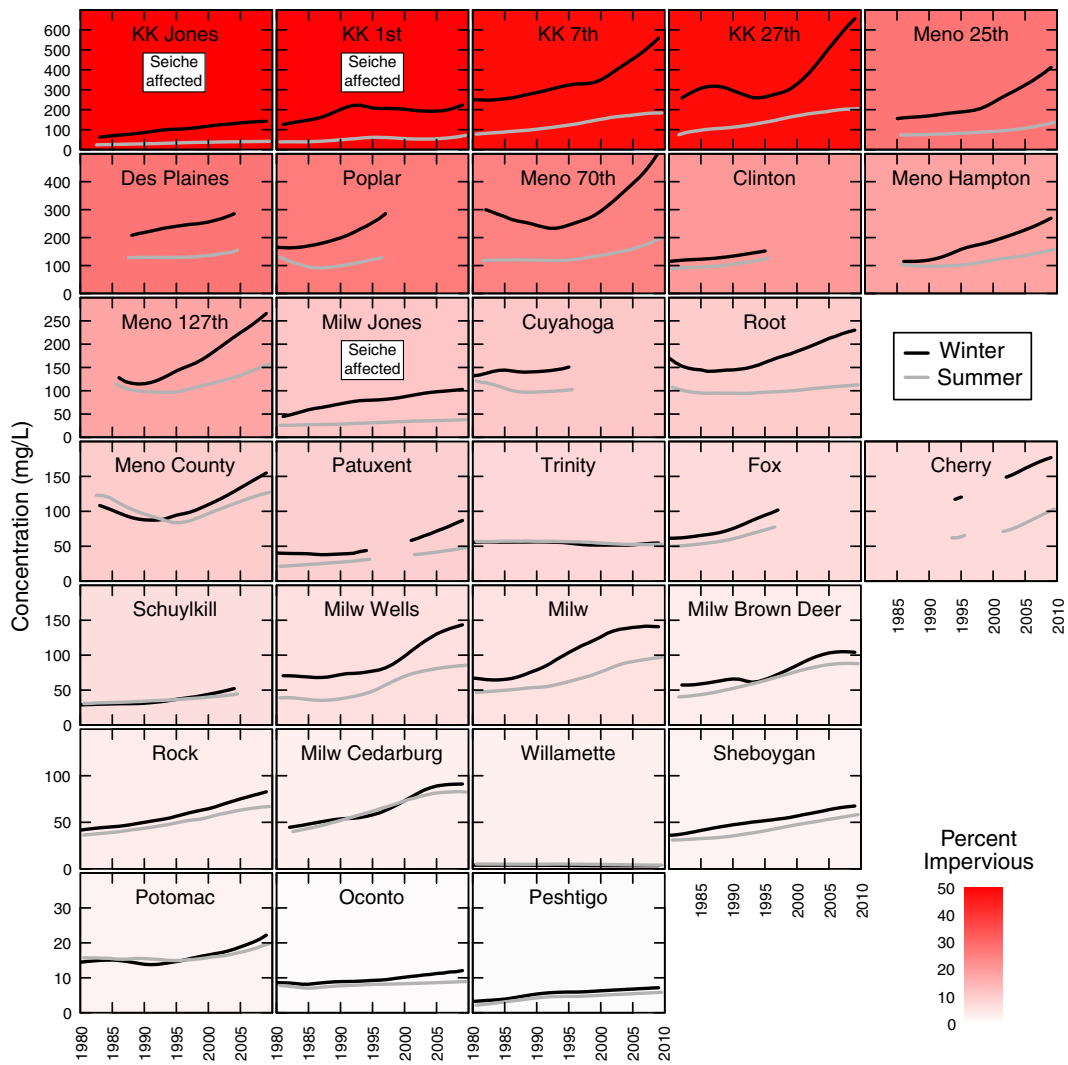 KK Jones
Seiche
affected
KK 1st
Seiche
affected
KK 7th
KK 27th
Meno 25th
600
500
400
300
200
100
0
Des Plaines
Poplar
Meno 70th
Clinton
Meno Hampton
400
300
200
100
0
Meno 127th
Milw Jones
Seiche
affected
Cuyahoga
Root
250
200
150
100
50
0
Winter
Summer
Concentration (mg/L)
Meno County
Patuxent
Trinity
Fox
Cherry
150
100
50
0
1985
1990
1995
2000
2005
2010
Schuylkill
Milw Wells
Milw
Milw Brown Deer
150
100
50
0
Rock
Milw Cedarburg
Willamette
Sheboygan
100
50
0
1985
1990
1995
2000
2005
2010
Potomac
Oconto
Peshtigo
30
20
10
0
1980
1985
1990
1995
2000
2005
1980
1985
1990
1995
2000
2005
1980
1985
1990
1995
2000
2005
2010
Percent
Impervious
50
40
30
20
10
0